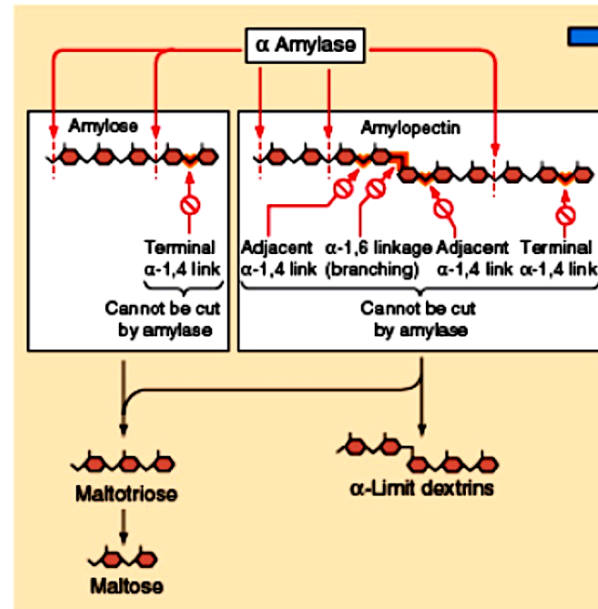 α Amylase
Amylose
Amylopectin
Terminal
α-1,4 link
Cannot be cut
by amylase
Adjacent
α-1,4 link
α-1,6 linkage
(branching)
Adjacent
α-1,4 link
Terminal
α-1,4 link
Cannot be cut
by amylase
Maltotriose
α-Limit dextrins
Maltose